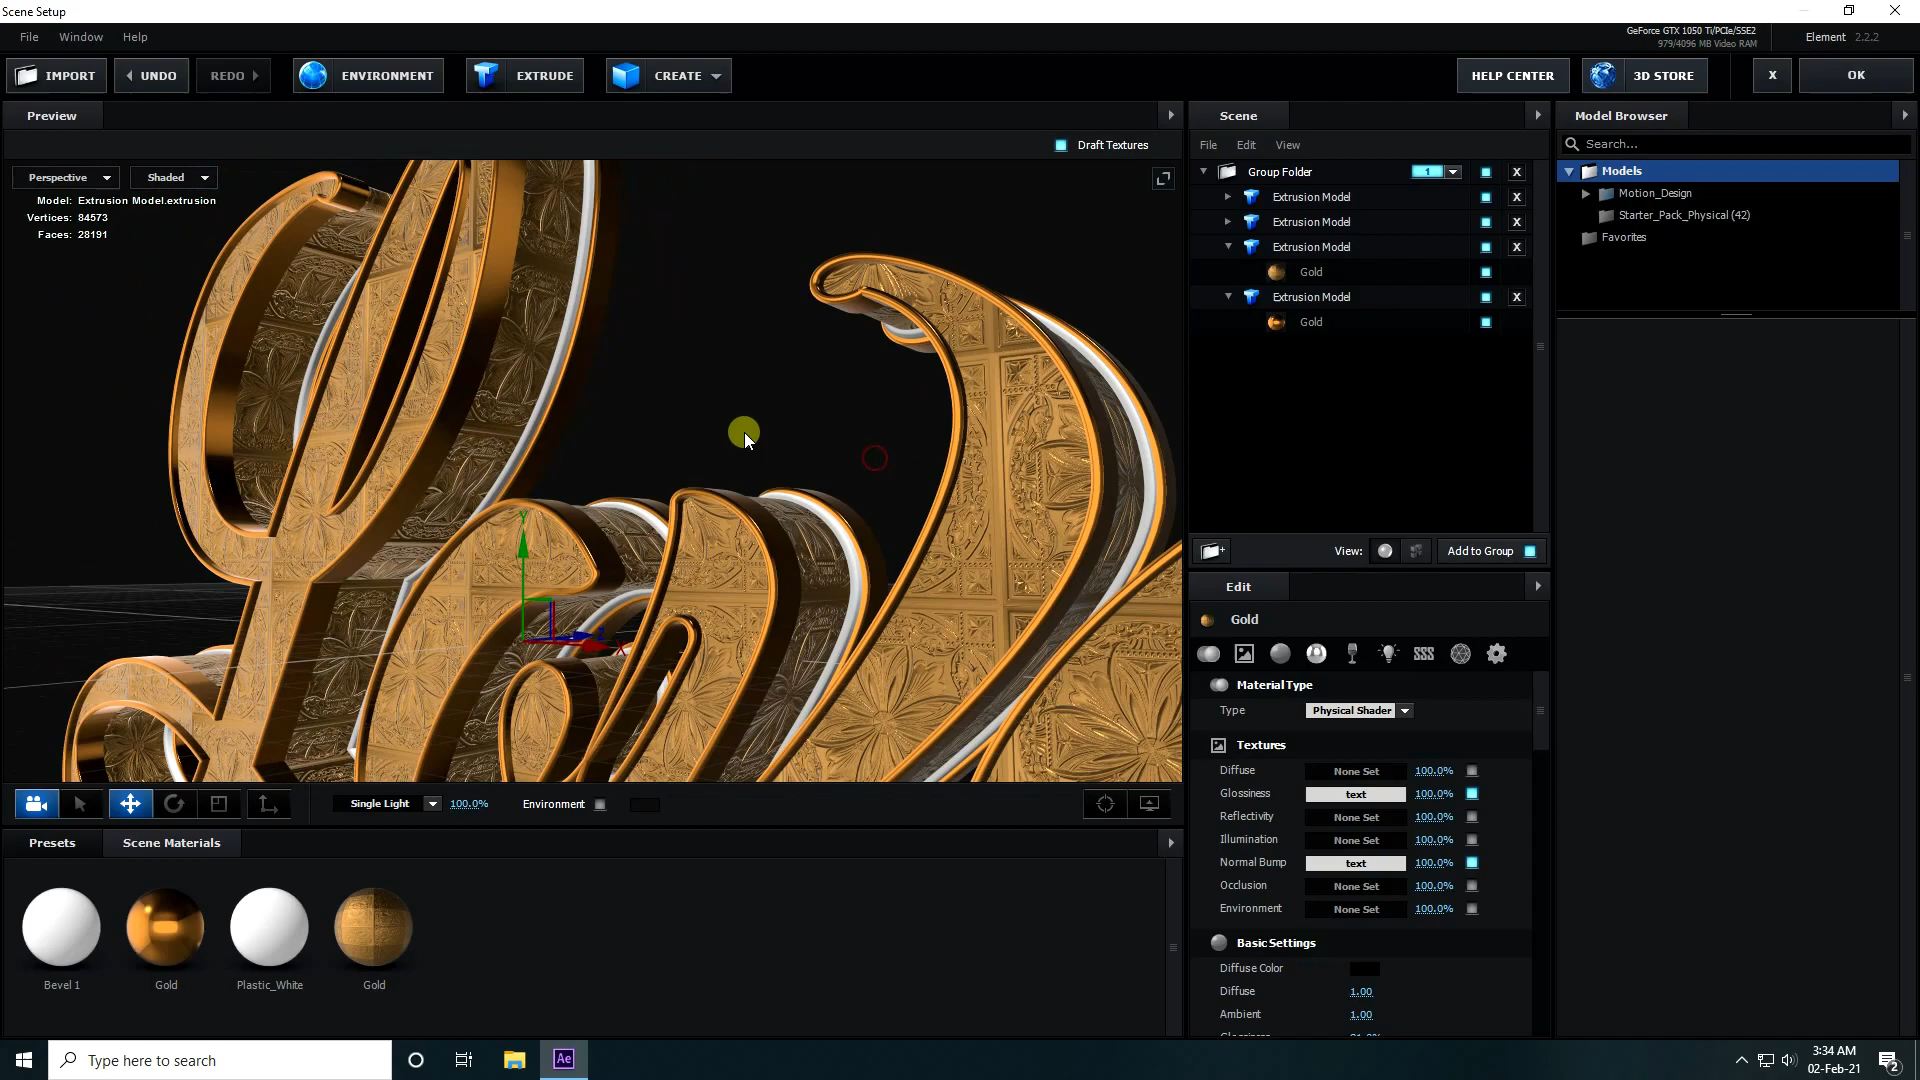 Scene Setup
File Window Help
GeForce GTX 1050 Ti/PCIe/SSE2
979/4096 MB Video RAM
Element 2.2.2
IMPORT UNDO REDO ENVIRONMENT EXTRUDE CREATE HELP CENTER 3D STORE X OK
Preview
Draft Textures
Perspective Shaded
Model: Extrusion Model.extrusion
Vertices: 84573
Faces: 28191
Y
Z
X
Single Light 100.0% Environment
Presets Scene Materials
Bevel 1 Gold Plastic_White Gold
Scene
File Edit View
Group Folder 1 X
Extrusion Model X
Extrusion Model X
Extrusion Model X
Gold
Extrusion Model X
Gold
View: Add to Group
Edit
Gold
Material Type
Type Physical Shader
Textures
Diffuse None Set 100.0%
Glossiness text 100.0%
Reflectivity None Set 100.0%
Illumination None Set 100.0%
Normal Bump text 100.0%
Occlusion None Set 100.0%
Environment None Set 100.0%
Basic Settings
Diffuse Color
Diffuse 1.00
Ambient 1.00
Model Browser
Search...
Models
Motion_Design
Starter_Pack_Physical (42)
Favorites
Type here to search
Ae
3:34 AM
02-Feb-21
2